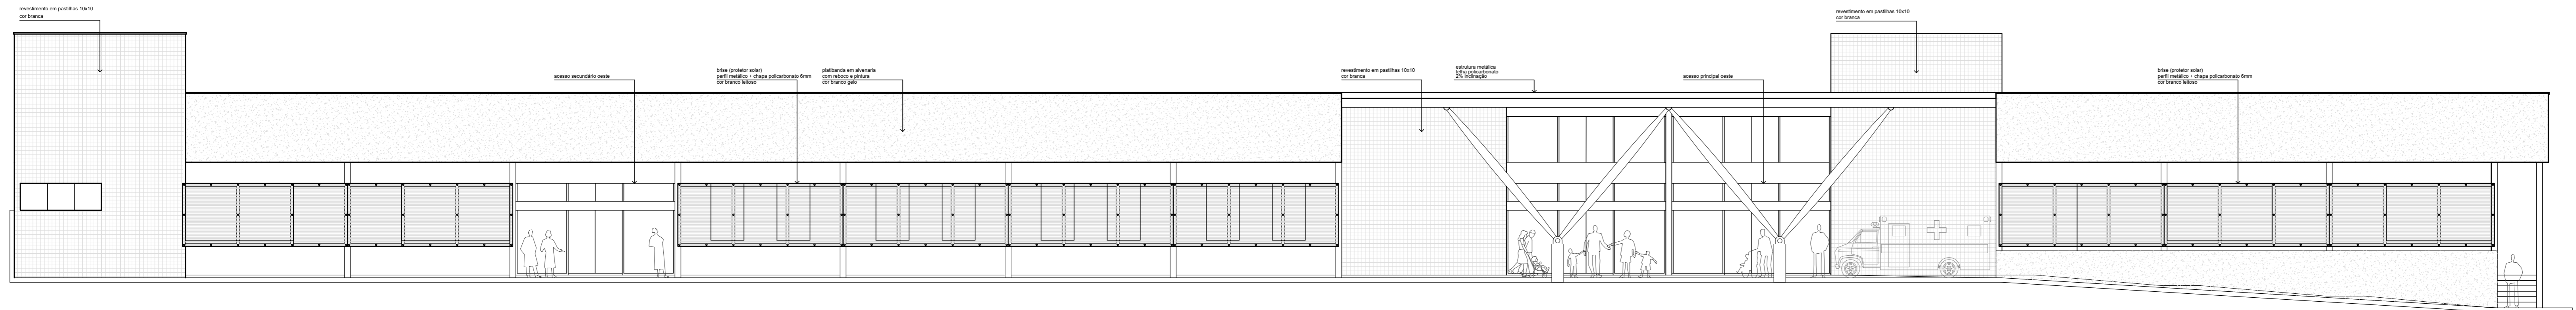 revestimento em pastilhas 10x10
cor branca
acesso secundário oeste
brise (protetor solar)
perfil metálico + chapa policarbonato 6mm
cor branco leitoso
platibanda em alvenaria
com reboco e pintura
cor branco gelo
revestimento em pastilhas 10x10
cor branca
estrutura metálica
telha policarbonato
2% inclinação
acesso principal oeste
revestimento em pastilhas 10x10
cor branca
brise (protetor solar)
perfil metálico + chapa policarbonato 6mm
cor branco leitoso